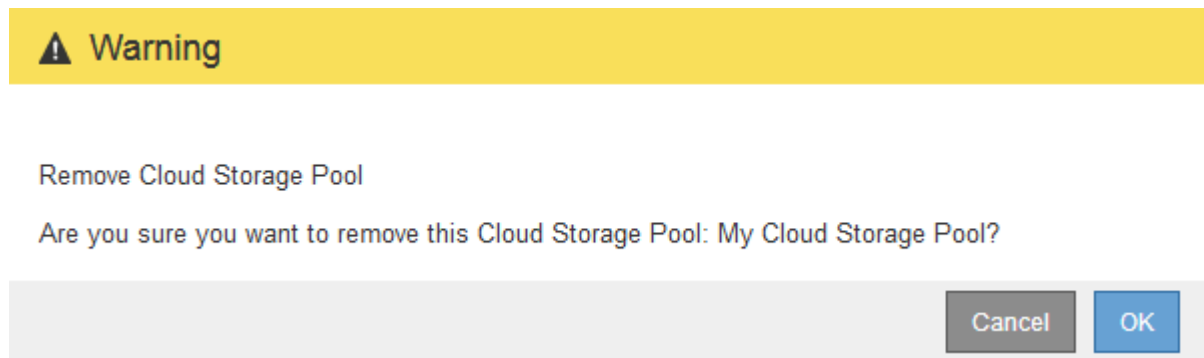 Warning
Remove Cloud Storage Pool
Are you sure you want to remove this Cloud Storage Pool: My Cloud Storage Pool?
Cancel OK